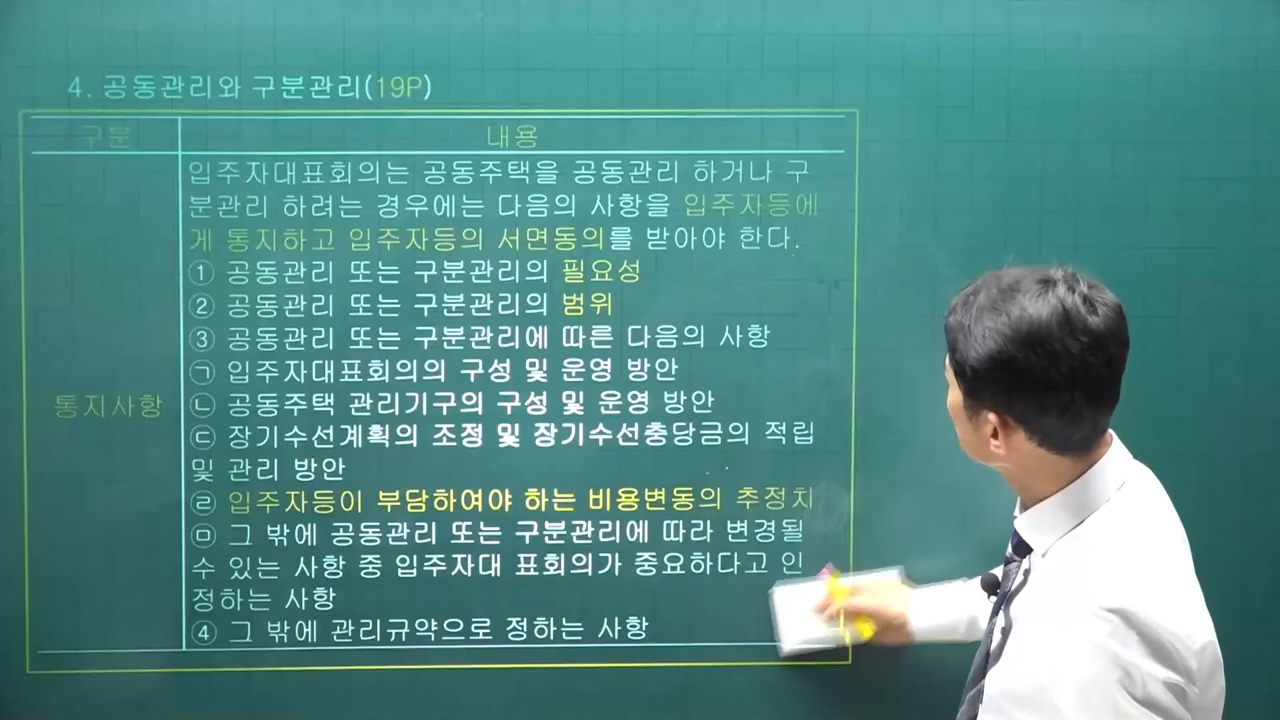 4. 공동관리와 구분관리(19P)
구분
내용
통지사항
입주자대표회의는 공동주택을 공동관리 하거나 구
분관리 하려는 경우에는 다음의 사항을 입주자등에
게 통지하고 입주자등의 서면동의를 받아야 한다.
① 공동관리 또는 구분관리의 필요성
② 공동관리 또는 구분관리의 범위
③ 공동관리 또는 구분관리에 따른 다음의 사항
㉠ 입주자대표회의의 구성 및 운영 방안
㉡ 공동주택 관리기구의 구성 및 운영 방안
㉢ 장기수선계획의 조정 및 장기수선충당금의 적립
및 관리 방안
㉣ 입주자등이 부담하여야 하는 비용변동의 추정치
㉤ 그 밖에 공동관리 또는 구분관리에 따라 변경될
수 있는 사항 중 입주자대 표회의가 중요하다고 인
정하는 사항
④ 그 밖에 관리규약으로 정하는 사항